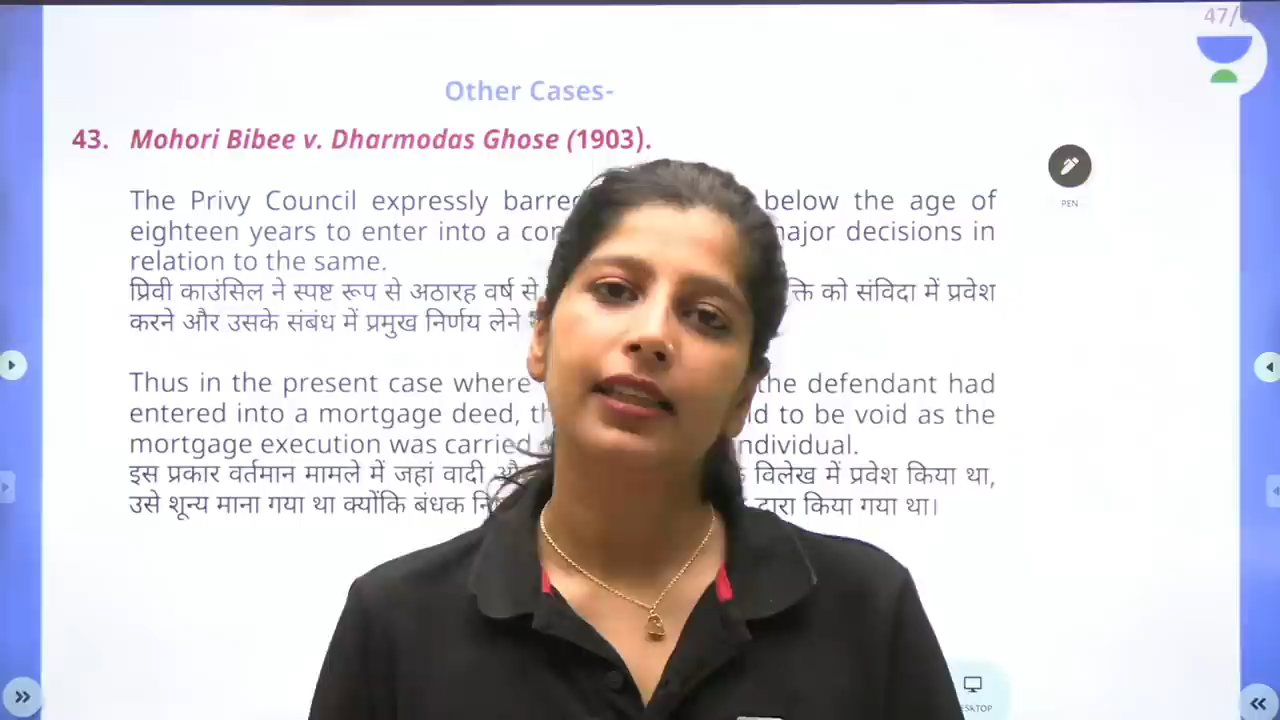 47/
Other Cases-
43. Mohori Bibee v. Dharmodas Ghose (1903).
The Privy Council expressly below the age of
eighteen years to enter into a major decisions in
relation to the same.
प्रिवी काउंसिल ने स्पष्ट रूप से अठारह वर्ष से को संविदा में प्रवेश
करने और उसके संबंध में प्रमुख निर्णय लेने
PEN
Thus in the present case where the defendant had
entered into a mortgage deed, to be void as the
mortgage execution was carried individual.
इस प्रकार वर्तमान मामले में जहां वादी विलेख में प्रवेश किया था,
उसे शून्य माना गया था क्योंकि बंधक द्वारा किया गया था।